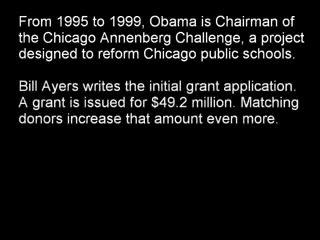 From 1995 to 1999, Obama is Chairman of
the Chicago Annenberg Challenge, a project
designed to reform Chicago public schools.
Bill Ayers writes the initial grant application.
A grant is issued for $49.2 million. Matching
donors increase that amount even more.